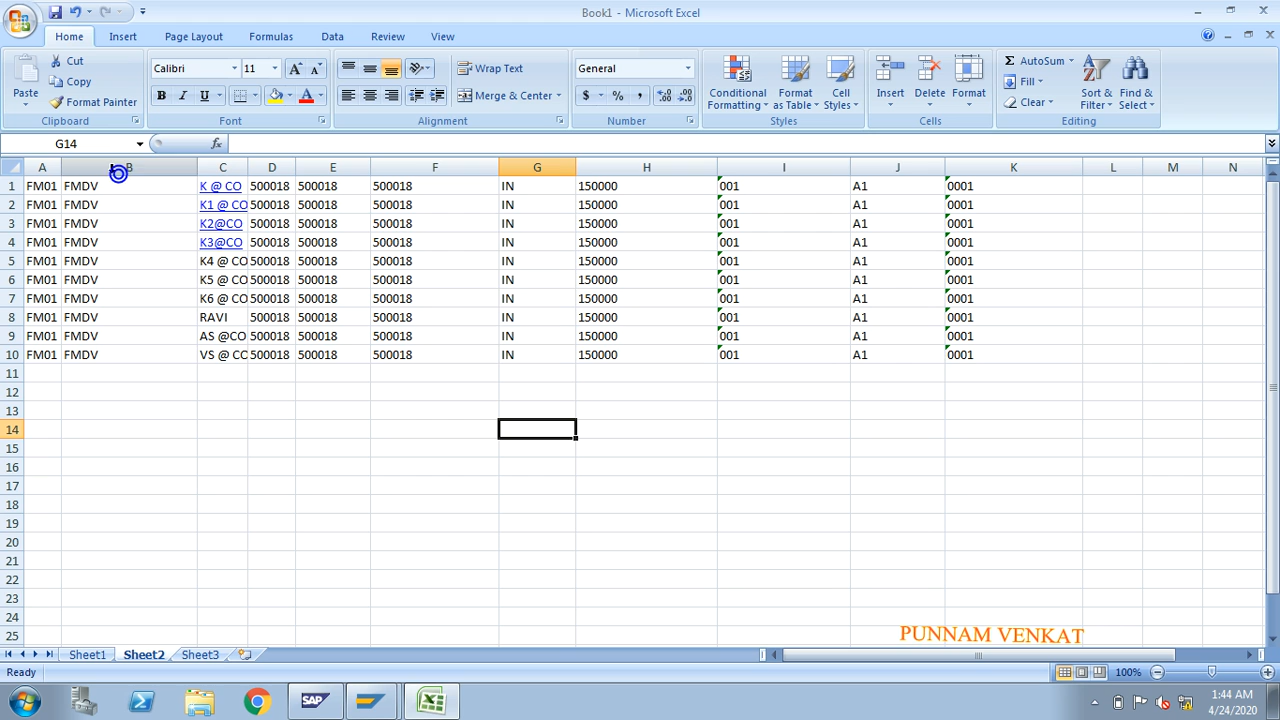 Book1 - Microsoft Excel
Home Insert Page Layout Formulas Data Review View
Paste
Cut
Copy
Format Painter
Clipboard
Calibri 11
B I U A
Font
Wrap Text
Merge & Center
Alignment
General
$ % ,
Number
Conditional Formatting
Format as Table
Cell Styles
Styles
Insert
Delete
Format
Cells
Σ AutoSum
Fill
Clear
Sort & Filter
Find & Select
Editing
G14 fx
A B C D E F G H I J K L M N
1 FM01 FMDV K @ CO 500018 500018 500018 IN 150000 001 A1 0001
2 FM01 FMDV K1 @ CO 500018 500018 500018 IN 150000 001 A1 0001
3 FM01 FMDV K2@CO 500018 500018 500018 IN 150000 001 A1 0001
4 FM01 FMDV K3@CO 500018 500018 500018 IN 150000 001 A1 0001
5 FM01 FMDV K4 @ CO 500018 500018 500018 IN 150000 001 A1 0001
6 FM01 FMDV K5 @ CO 500018 500018 500018 IN 150000 001 A1 0001
7 FM01 FMDV K6 @ CO 500018 500018 500018 IN 150000 001 A1 0001
8 FM01 FMDV RAVI 500018 500018 500018 IN 150000 001 A1 0001
9 FM01 FMDV AS @CO 500018 500018 500018 IN 150000 001 A1 0001
10 FM01 FMDV VS @ CO 500018 500018 500018 IN 150000 001 A1 0001
11
12
13
14
15
16
17
18
19
20
21
22
23
24
25
PUNNAM VENKAT
Sheet1 Sheet2 Sheet3
Ready 100%
SAP
1:44 AM
4/24/2020